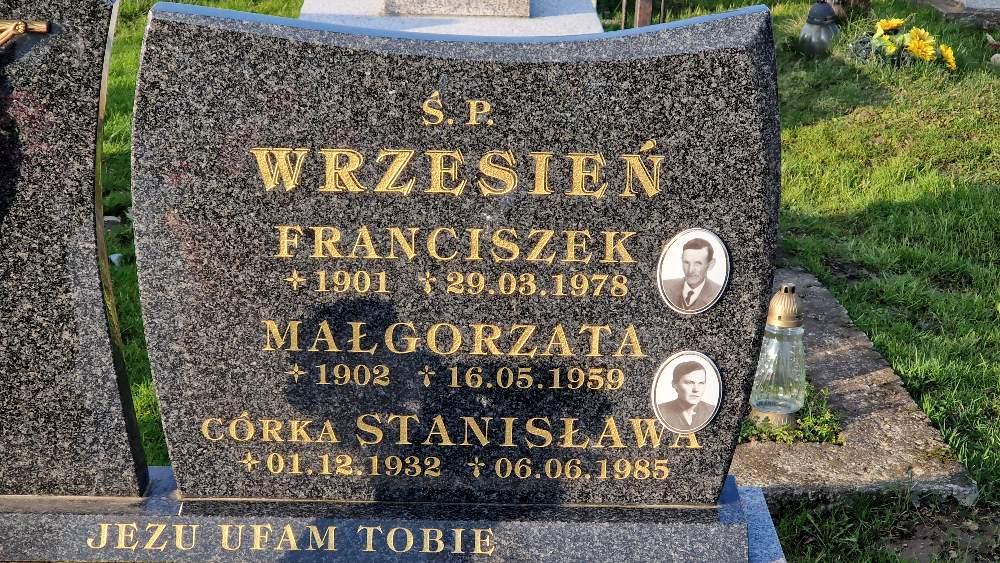 Ś. P.
WRZESIEŃ
FRANCISZEK
✧ 1901 ✝ 29.03.1978
MAŁGORZATA
✧ 1902 ✝ 16.05.1959
CÓRKA STANISŁAWA
✧ 01.12.1932 ✝ 06.06.1985
JEZU UFAM TOBIE